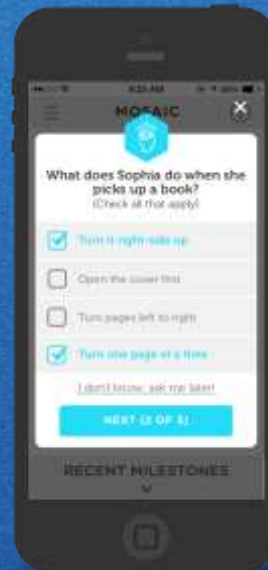 MOSAIC
What does Sophia do when she
picks up a book?
(Check all that apply)
Turn it right-side up
Open the cover first
Turn pages left to right
Turn one page at a time
I don't know, ask me later
NEXT (2 OF 5)
RECENT MILESTONES